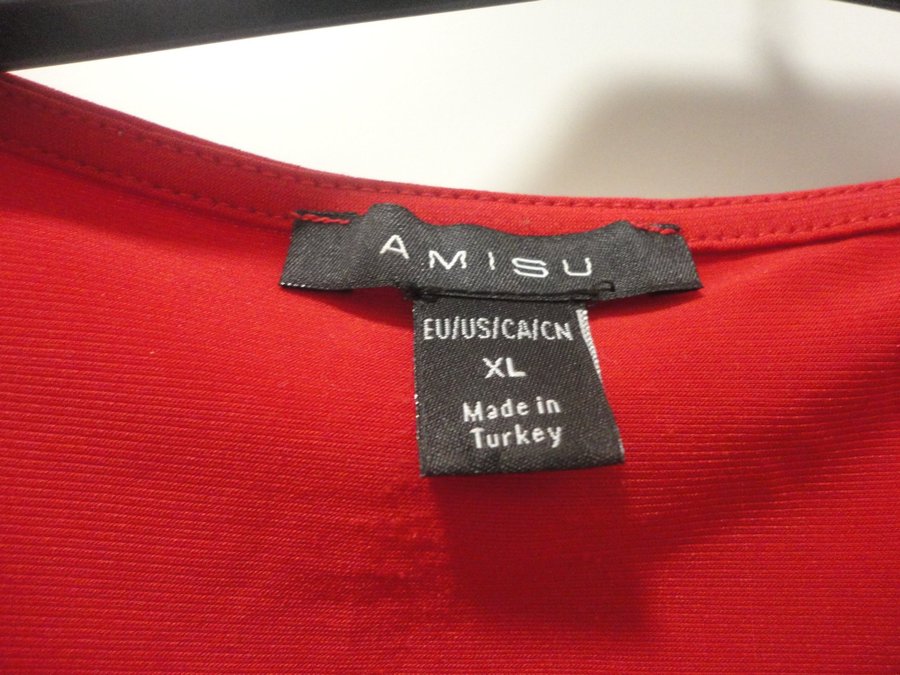 AMISU
EU/US/CA/CN
XL
Made in
Turkey